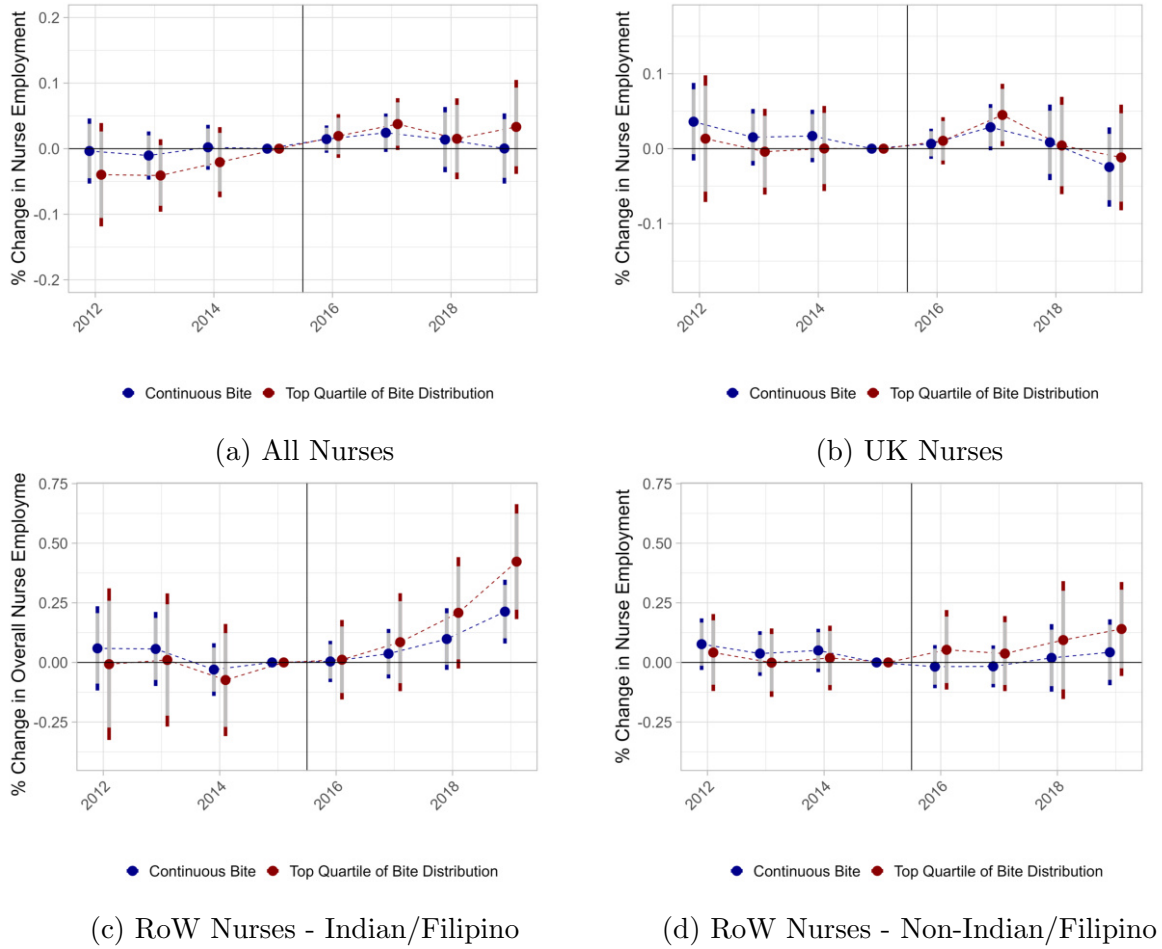 0.2
0.1
0.0
-0.1
-0.2
% Change in Nurse Employment
2012
2014
2016
2018
Continuous Bite
Top Quartile of Bite Distribution
(a) All Nurses
0.1
0.0
-0.1
% Change in Nurse Employment
2012
2014
2016
2018
Continuous Bite
Top Quartile of Bite Distribution
(b) UK Nurses
0.75
0.50
0.25
0.00
-0.25
% Change in Overall Nurse Employme
2012
2014
2016
2018
Continuous Bite
Top Quartile of Bite Distribution
(c) RoW Nurses - Indian/Filipino
0.75
0.50
0.25
0.00
-0.25
% Change in Nurse Employment
2012
2014
2016
2018
Continuous Bite
Top Quartile of Bite Distribution
(d) RoW Nurses - Non-Indian/Filipino